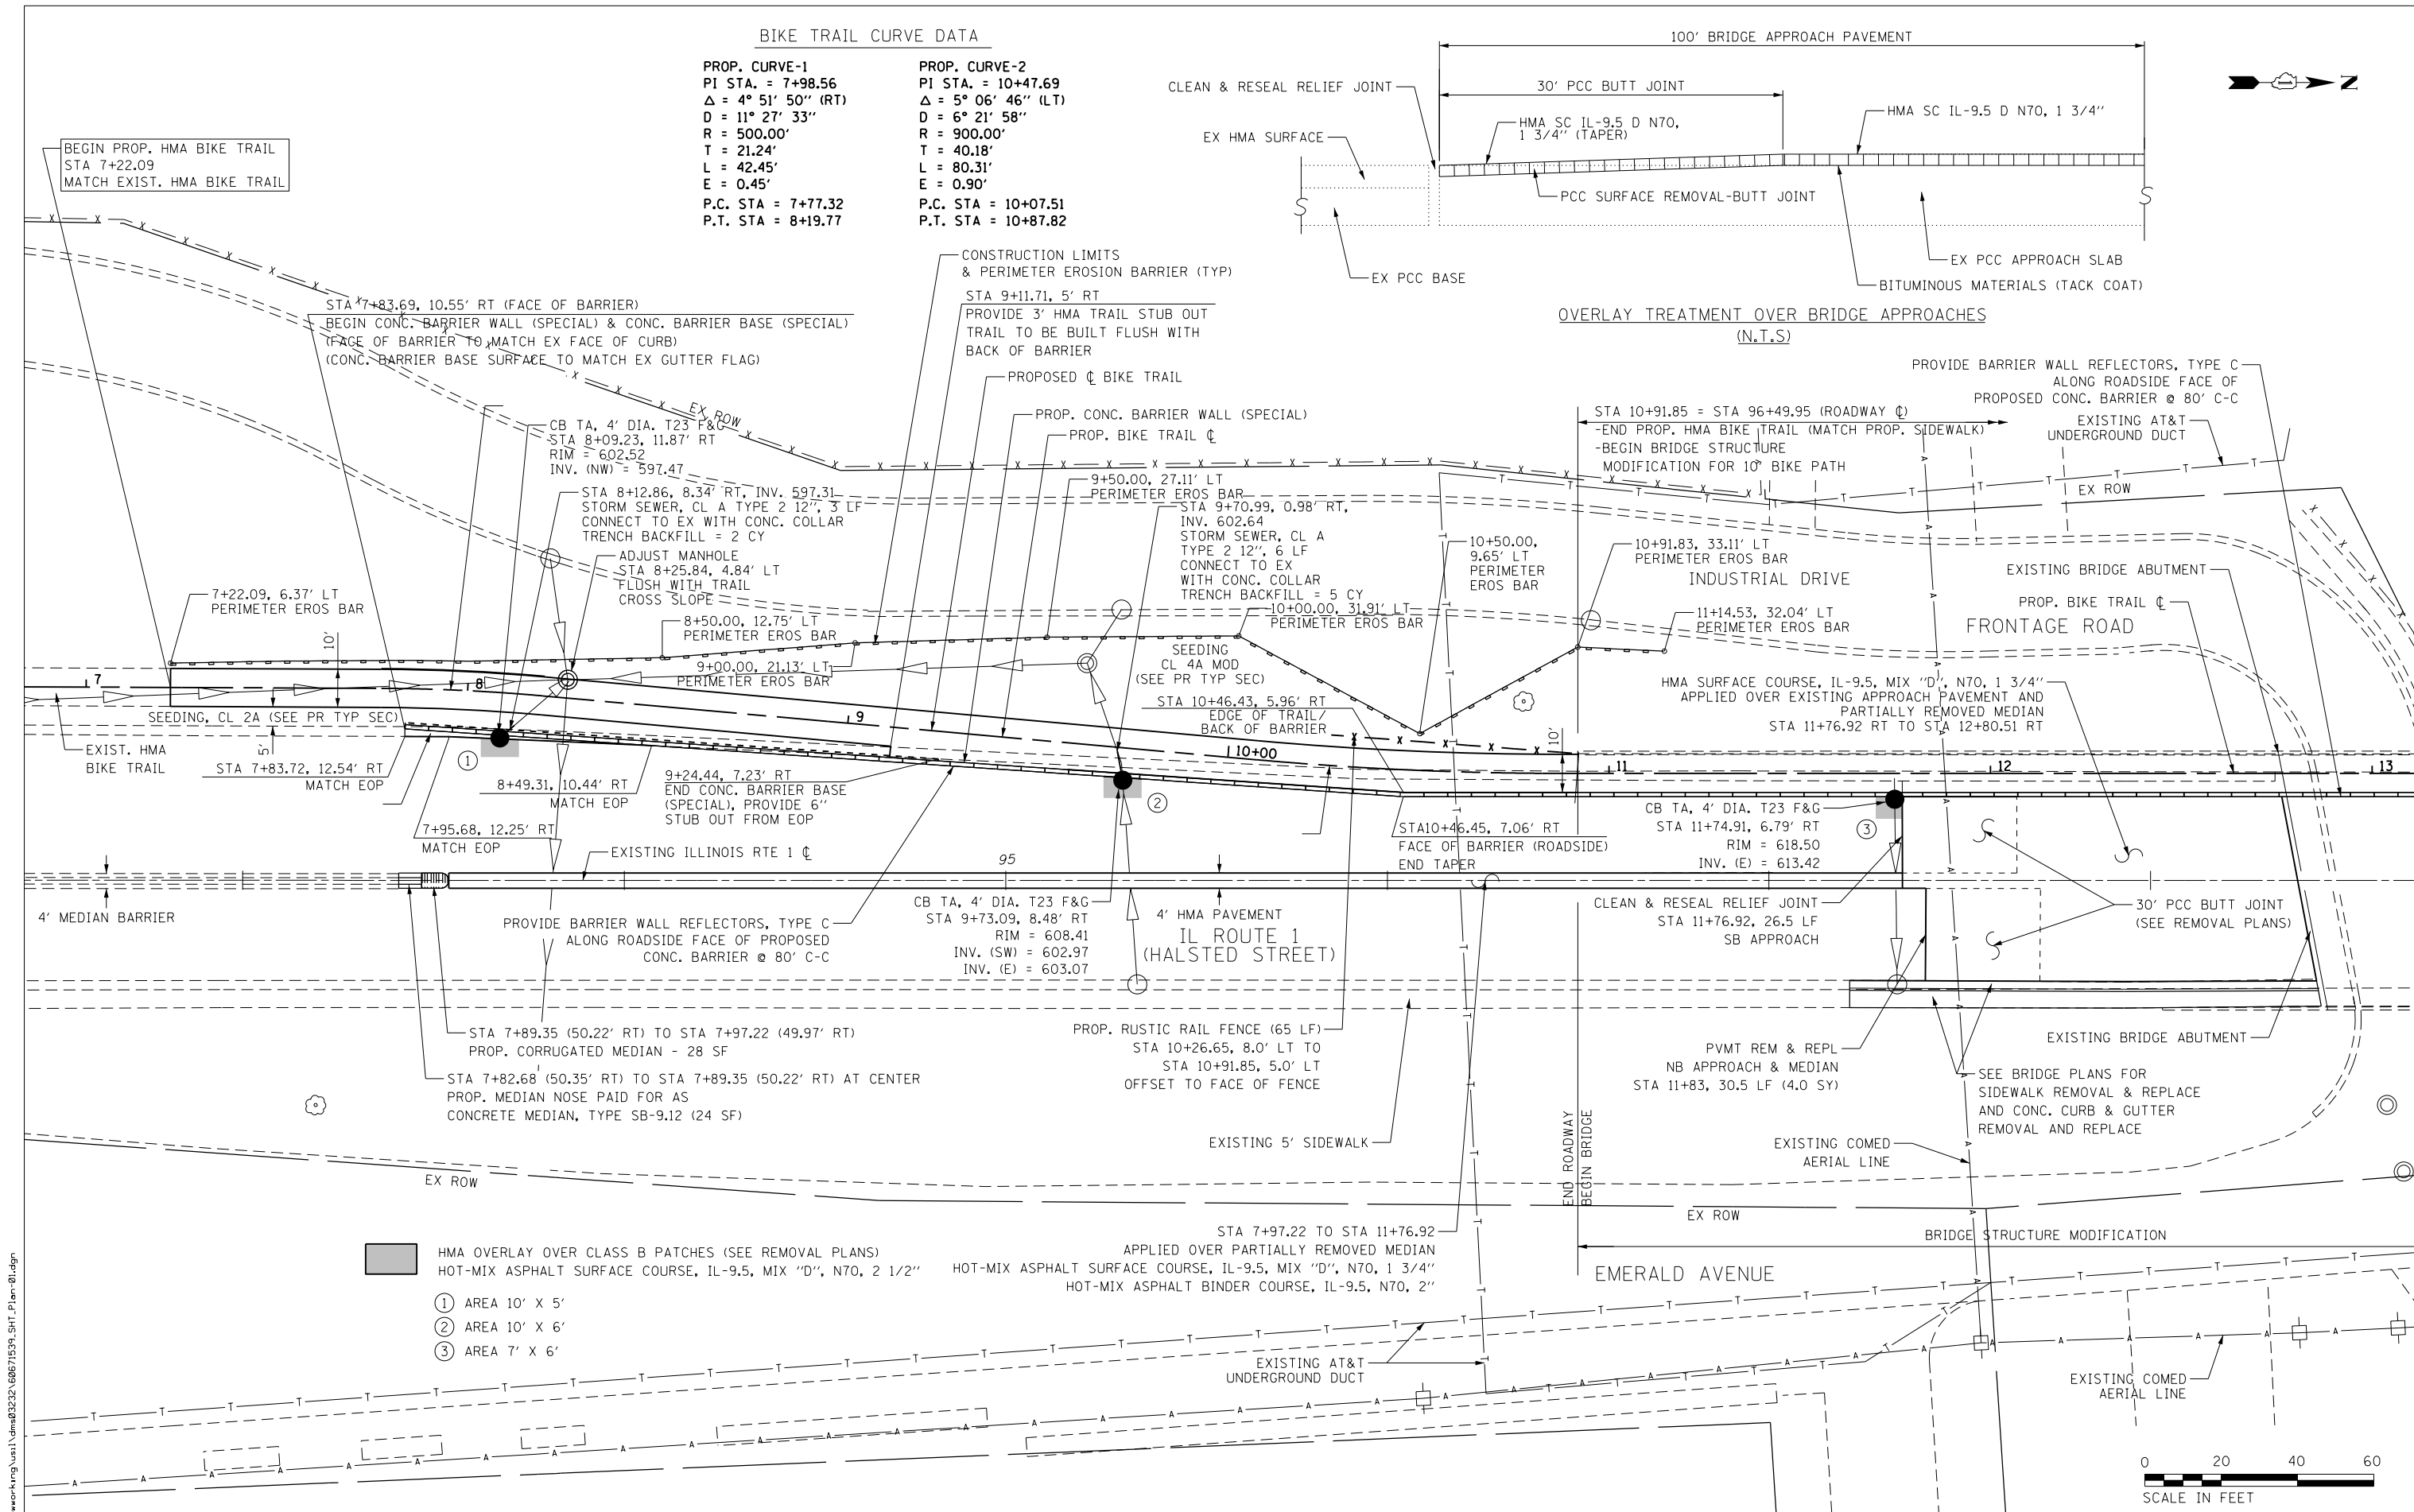 BIKE TRAIL CURVE DATA
PROP. CURVE-1
PI STA. = 7+98.56
Δ = 4° 51' 50'' (RT)
D = 11° 27' 33''
R = 500.00'
T = 21.24'
L = 42.45'
E = 0.45'
P.C. STA = 7+77.32
P.T. STA = 8+19.77
PROP. CURVE-2
PI STA. = 10+47.69
Δ = 5° 06' 46'' (LT)
D = 6° 21' 58''
R = 900.00'
T = 40.18'
L = 80.31'
E = 0.90'
P.C. STA = 10+07.51
P.T. STA = 10+87.82
100' BRIDGE APPROACH PAVEMENT
CLEAN & RESEAL RELIEF JOINT
30' PCC BUTT JOINT
HMA SC IL-9.5 D N70, 1 3/4''
HMA SC IL-9.5 D N70,
1 3/4'' (TAPER)
EX HMA SURFACE
PCC SURFACE REMOVAL-BUTT JOINT
S
S
EX PCC BASE
EX PCC APPROACH SLAB
BITUMINOUS MATERIALS (TACK COAT)
OVERLAY TREATMENT OVER BRIDGE APPROACHES
(N.T.S)
N
BEGIN PROP. HMA BIKE TRAIL
STA 7+22.09
MATCH EXIST. HMA BIKE TRAIL
STA 7+83.69, 10.55' RT (FACE OF BARRIER)
BEGIN CONC. BARRIER WALL (SPECIAL) & CONC. BARRIER BASE (SPECIAL)
(FACE OF BARRIER TO MATCH EX FACE OF CURB)
(CONC. BARRIER BASE SURFACE TO MATCH EX GUTTER FLAG)
CONSTRUCTION LIMITS
& PERIMETER EROSION BARRIER (TYP)
STA 9+11.71, 5' RT
PROVIDE 3' HMA TRAIL STUB OUT
TRAIL TO BE BUILT FLUSH WITH
BACK OF BARRIER
PROPOSED ℄ BIKE TRAIL
PROP. CONC. BARRIER WALL (SPECIAL)
PROP. BIKE TRAIL ℄
EX ROW
CB TA, 4' DIA. T23 F&G
STA 8+09.23, 11.87' RT
RIM = 602.52
INV. (NW) = 597.47
STA 8+12.86, 8.34' RT, INV. 597.31
STORM SEWER, CL A TYPE 2 12'', 3 LF
CONNECT TO EX WITH CONC. COLLAR
TRENCH BACKFILL = 2 CY
ADJUST MANHOLE
STA 8+25.84, 4.84' LT
FLUSH WITH TRAIL
CROSS SLOPE
9+50.00, 27.11' LT
PERIMETER EROS BAR
STA 9+70.99, 0.98' RT,
INV. 602.64
STORM SEWER, CL A
TYPE 2 12'', 6 LF
CONNECT TO EX
WITH CONC. COLLAR
TRENCH BACKFILL = 5 CY
10+00.00, 31.91' LT
PERIMETER EROS BAR
10+50.00,
9.65' LT
PERIMETER
EROS BAR
STA 10+91.85 = STA 96+49.95 (ROADWAY ℄)
-END PROP. HMA BIKE TRAIL (MATCH PROP. SIDEWALK)
-BEGIN BRIDGE STRUCTURE
MODIFICATION FOR 10' BIKE PATH
PROVIDE BARRIER WALL REFLECTORS, TYPE C
ALONG ROADSIDE FACE OF
PROPOSED CONC. BARRIER @ 80' C-C
EXISTING AT&T
UNDERGROUND DUCT
EX ROW
10+91.83, 33.11' LT
PERIMETER EROS BAR
INDUSTRIAL DRIVE
11+14.53, 32.04' LT
PERIMETER EROS BAR
EXISTING BRIDGE ABUTMENT
PROP. BIKE TRAIL ℄
FRONTAGE ROAD
7+22.09, 6.37' LT
PERIMETER EROS BAR
10'
8+50.00, 12.75' LT
PERIMETER EROS BAR
9+00.00, 21.13' LT
PERIMETER EROS BAR
SEEDING
CL 4A MOD
(SEE PR TYP SEC)
STA 10+46.43, 5.96' RT
EDGE OF TRAIL/
BACK OF BARRIER
HMA SURFACE COURSE, IL-9.5, MIX ''D'', N70, 1 3/4''
APPLIED OVER EXISTING APPROACH PAVEMENT AND
PARTIALLY REMOVED MEDIAN
STA 11+76.92 RT TO STA 12+80.51 RT
7
8
9
10+00
11
12
13
10'
SEEDING, CL 2A (SEE PR TYP SEC)
5'
EXIST. HMA
BIKE TRAIL
STA 7+83.72, 12.54' RT
MATCH EOP
1
8+49.31, 10.44' RT
MATCH EOP
7+95.68, 12.25' RT
MATCH EOP
9+24.44, 7.23' RT
END CONC. BARRIER BASE
(SPECIAL), PROVIDE 6''
STUB OUT FROM EOP
2
STA10+46.45, 7.06' RT
FACE OF BARRIER (ROADSIDE)
END TAPER
CB TA, 4' DIA. T23 F&G
STA 11+74.91, 6.79' RT
RIM = 618.50
INV. (E) = 613.42
3
EXISTING ILLINOIS RTE 1 ℄
95
4' MEDIAN BARRIER
PROVIDE BARRIER WALL REFLECTORS, TYPE C
ALONG ROADSIDE FACE OF PROPOSED
CONC. BARRIER @ 80' C-C
CB TA, 4' DIA. T23 F&G
STA 9+73.09, 8.48' RT
RIM = 608.41
INV. (SW) = 602.97
INV. (E) = 603.07
4' HMA PAVEMENT
IL ROUTE 1
(HALSTED STREET)
CLEAN & RESEAL RELIEF JOINT
STA 11+76.92, 26.5 LF
SB APPROACH
30' PCC BUTT JOINT
(SEE REMOVAL PLANS)
STA 7+89.35 (50.22' RT) TO STA 7+97.22 (49.97' RT)
PROP. CORRUGATED MEDIAN - 28 SF
STA 7+82.68 (50.35' RT) TO STA 7+89.35 (50.22' RT) AT CENTER
PROP. MEDIAN NOSE PAID FOR AS
CONCRETE MEDIAN, TYPE SB-9.12 (24 SF)
PROP. RUSTIC RAIL FENCE (65 LF)
STA 10+26.65, 8.0' LT TO
STA 10+91.85, 5.0' LT
OFFSET TO FACE OF FENCE
PVMT REM & REPL
NB APPROACH & MEDIAN
STA 11+83, 30.5 LF (4.0 SY)
EXISTING BRIDGE ABUTMENT
SEE BRIDGE PLANS FOR
SIDEWALK REMOVAL & REPLACE
AND CONC. CURB & GUTTER
REMOVAL AND REPLACE
EXISTING 5' SIDEWALK
END ROADWAY
BEGIN BRIDGE
EXISTING COMED
AERIAL LINE
EX ROW
EX ROW
BRIDGE STRUCTURE MODIFICATION
HMA OVERLAY OVER CLASS B PATCHES (SEE REMOVAL PLANS)
HOT-MIX ASPHALT SURFACE COURSE, IL-9.5, MIX ''D'', N70, 2 1/2''
1 AREA 10' X 5'
2 AREA 10' X 6'
3 AREA 7' X 6'
STA 7+97.22 TO STA 11+76.92
APPLIED OVER PARTIALLY REMOVED MEDIAN
HOT-MIX ASPHALT SURFACE COURSE, IL-9.5, MIX ''D'', N70, 1 3/4''
HOT-MIX ASPHALT BINDER COURSE, IL-9.5, N70, 2''
EMERALD AVENUE
EXISTING AT&T
UNDERGROUND DUCT
EXISTING COMED
AERIAL LINE
0 20 40 60
SCALE IN FEET